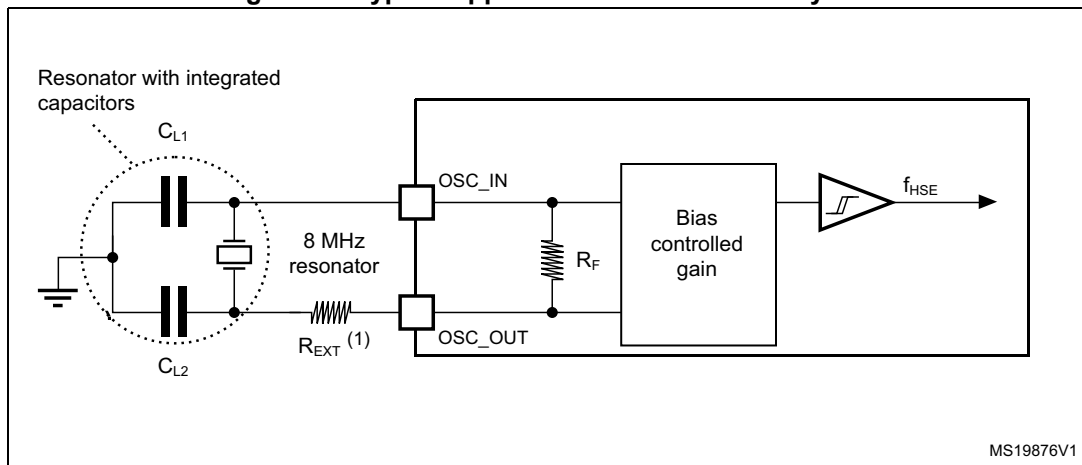 Resonator with integrated
capacitors
CL1
OSC_IN
fHSE
8 MHz
resonator
RF
Bias
controlled
gain
REXT (1)
OSC_OUT
CL2
MS19876V1